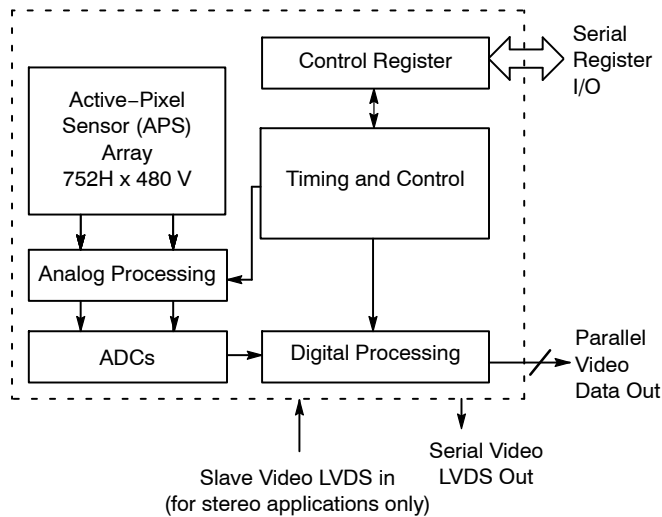 Control Register
Serial
Register
I/O
Active−Pixel
Sensor (APS)
Array
752H x 480 V
Timing and Control
Analog Processing
ADCs
Digital Processing
Parallel
Video
Data Out
Slave Video LVDS in
(for stereo applications only)
Serial Video
LVDS Out